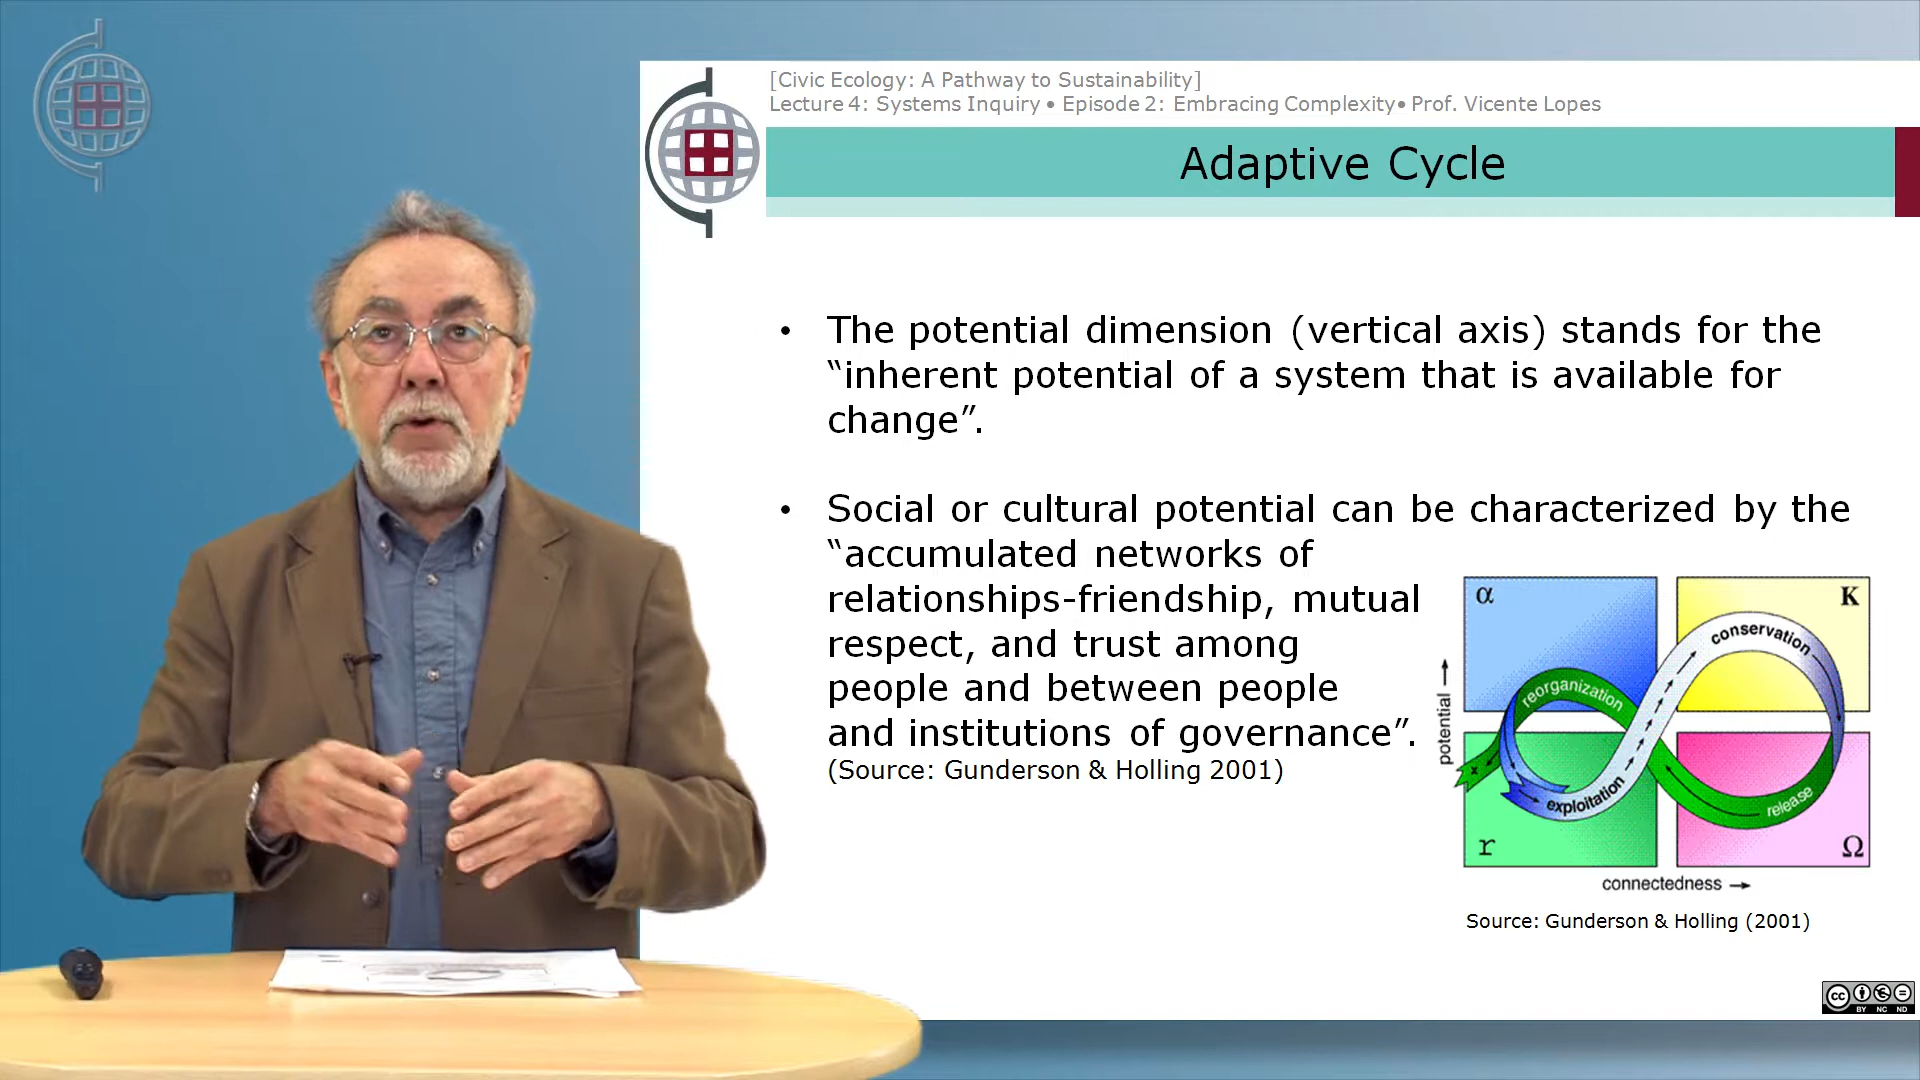 [Civic Ecology: A Pathway to Sustainability]
Lecture 4: Systems Inquiry • Episode 2: Embracing Complexity• Prof. Vicente Lopes
Adaptive Cycle
• The potential dimension (vertical axis) stands for the
“inherent potential of a system that is available for
change”.
• Social or cultural potential can be characterized by the
“accumulated networks of
relationships-friendship, mutual
respect, and trust among
people and between people
and institutions of governance”.
(Source: Gunderson & Holling 2001)
α
K
conservation
reorganization
potential
x
exploitation
release
r
Ω
connectedness
Source: Gunderson & Holling (2001)
cc
BY NC ND